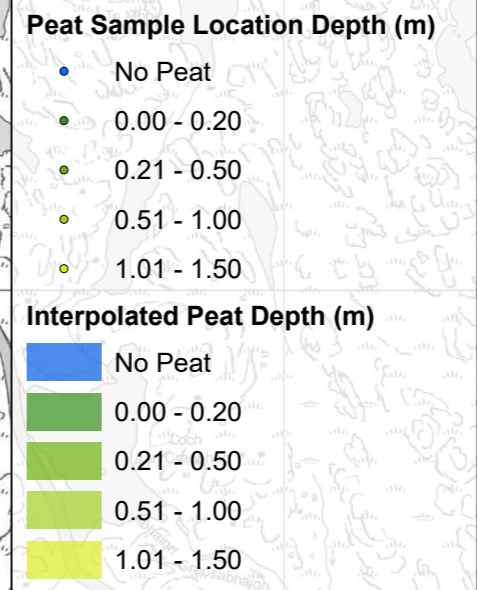 Peat Sample Location Depth (m)
No Peat
0.00 - 0.20
0.21 - 0.50
0.51 - 1.00
1.01 - 1.50
Interpolated Peat Depth (m)
No Peat
0.00 - 0.20
0.21 - 0.50
0.51 - 1.00
1.01 - 1.50
Loch